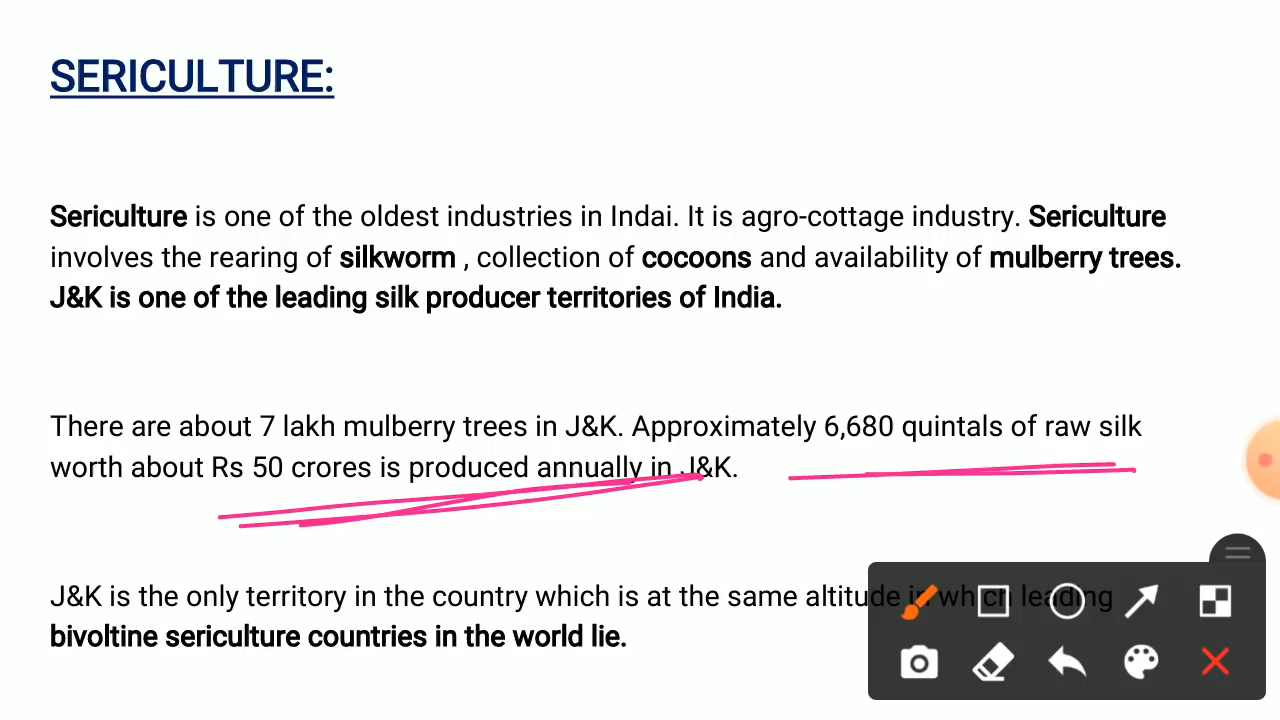 SERICULTURE:
Sericulture is one of the oldest industries in Indai. It is agro-cottage industry. Sericulture
involves the rearing of silkworm , collection of cocoons and availability of mulberry trees.
J&K is one of the leading silk producer territories of India.
There are about 7 lakh mulberry trees in J&K. Approximately 6,680 quintals of raw silk
worth about Rs 50 crores is produced annually in J&K.
J&K is the only territory in the country which is at the same altitude in which leading
bivoltine sericulture countries in the world lie.